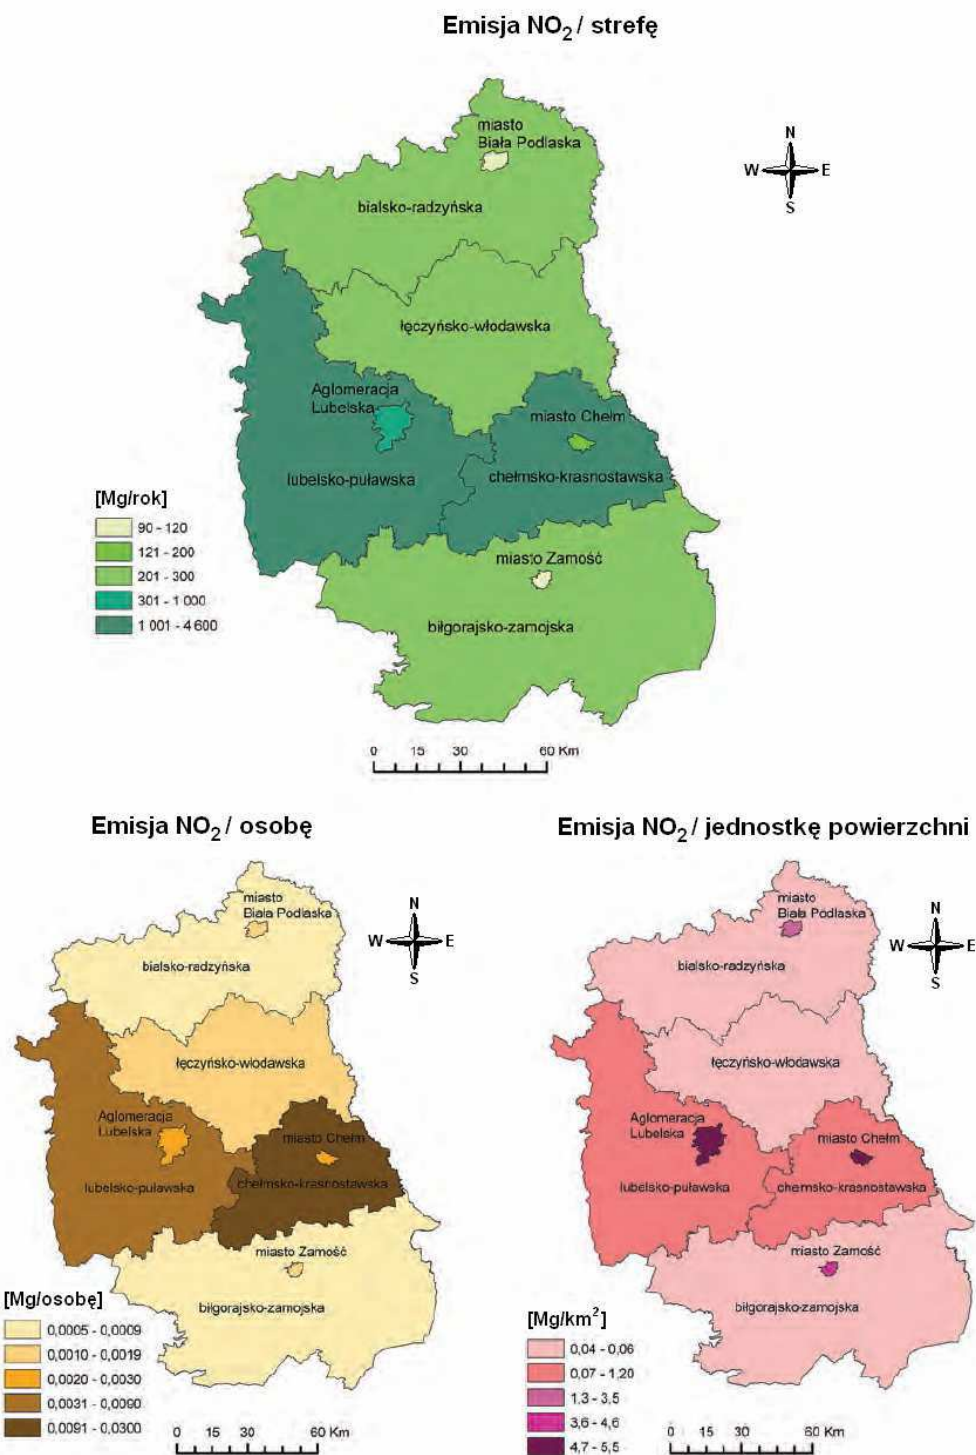 Emisja NO2 / strefę
N
W E
S
miasto
Biała Podlaska
bialsko-radzyńska
łęczyńsko-włodawska
Aglomeracja
Lubelska
miasto Chełm
lubelsko-puławska
chełmsko-krasnostawska
miasto Zamość
biłgorajsko-zamojska
[Mg/rok]
90 - 120
121 - 200
201 - 300
301 - 1 000
1 001 - 4 600
0 15 30 60 Km
Emisja NO2 / osobę
N
W E
S
miasto
Biała Podlaska
bialsko-radzyńska
łęczyńsko-włodawska
Aglomeracja
Lubelska
miasto Chełm
lubelsko-puławska
chełmsko-krasnostawska
miasto Zamość
biłgorajsko-zamojska
[Mg/osobę]
0,0005 - 0,0009
0,0010 - 0,0019
0,0020 - 0,0030
0,0031 - 0,0090
0,0091 - 0,0300
0 15 30 60 Km
Emisja NO2 / jednostkę powierzchni
N
W E
S
miasto
Biała Podlaska
bialsko-radzyńska
łęczyńsko-włodawska
Aglomeracja
Lubelska
miasto Chełm
lubelsko-puławska
chełmsko-krasnostawska
miasto Zamość
biłgorajsko-zamojska
[Mg/km2]
0,04 - 0,06
0,07 - 1,20
1,3 - 3,5
3,6 - 4,6
4,7 - 5,5
0 15 30 60 Km